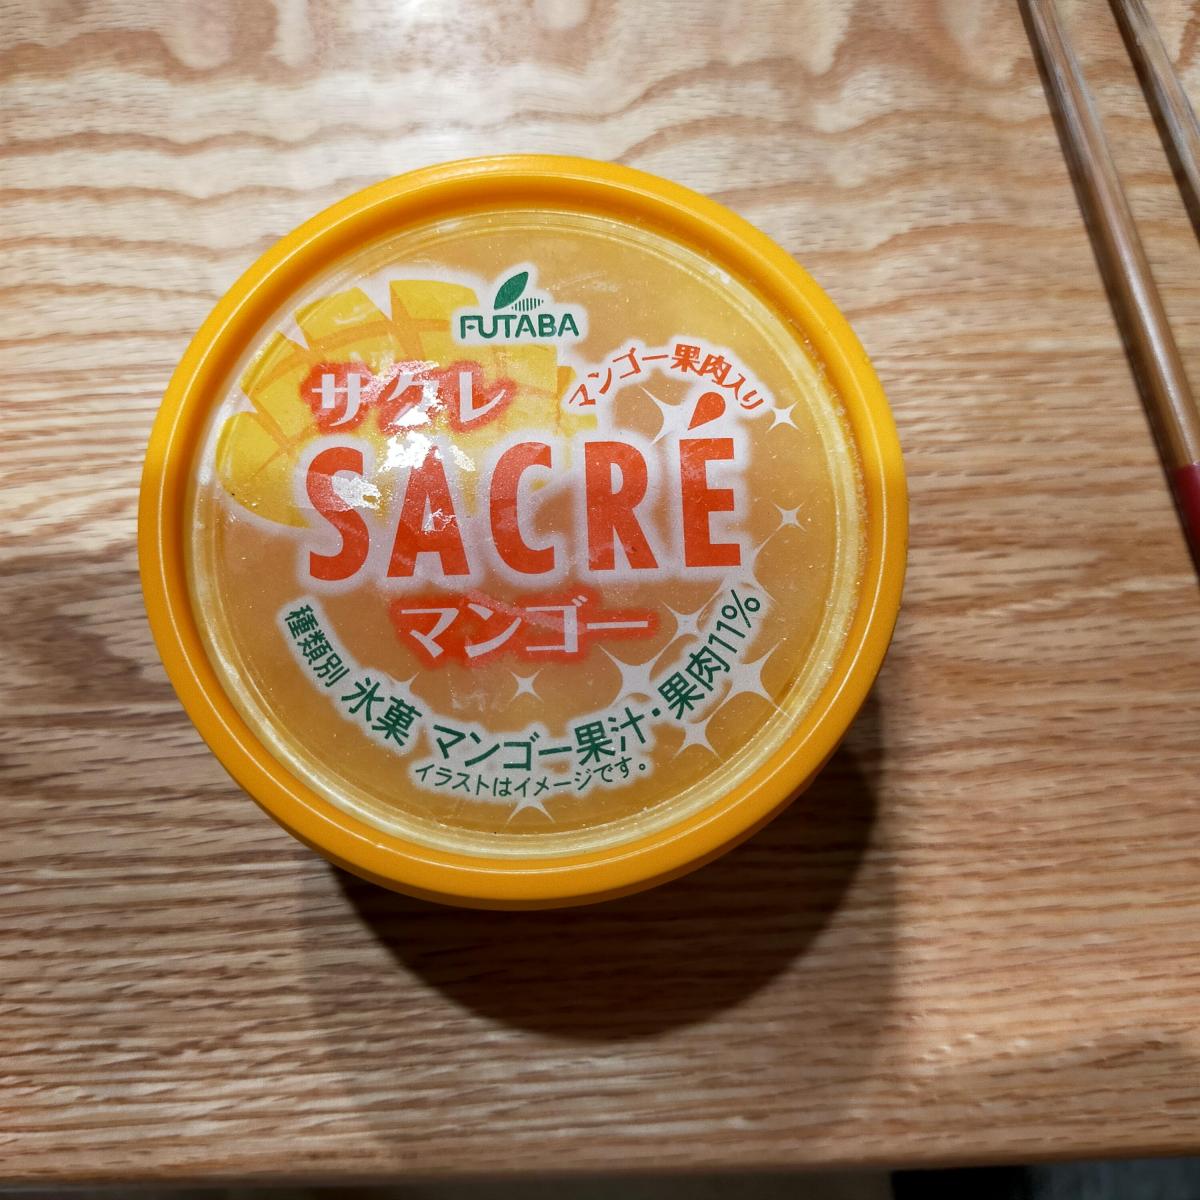 FUTABA
マンゴー果肉入り
サクレ
SACRÉ
マンゴー
種類別 氷菓 マンゴー果汁・果肉11%
イラストはイメージです。